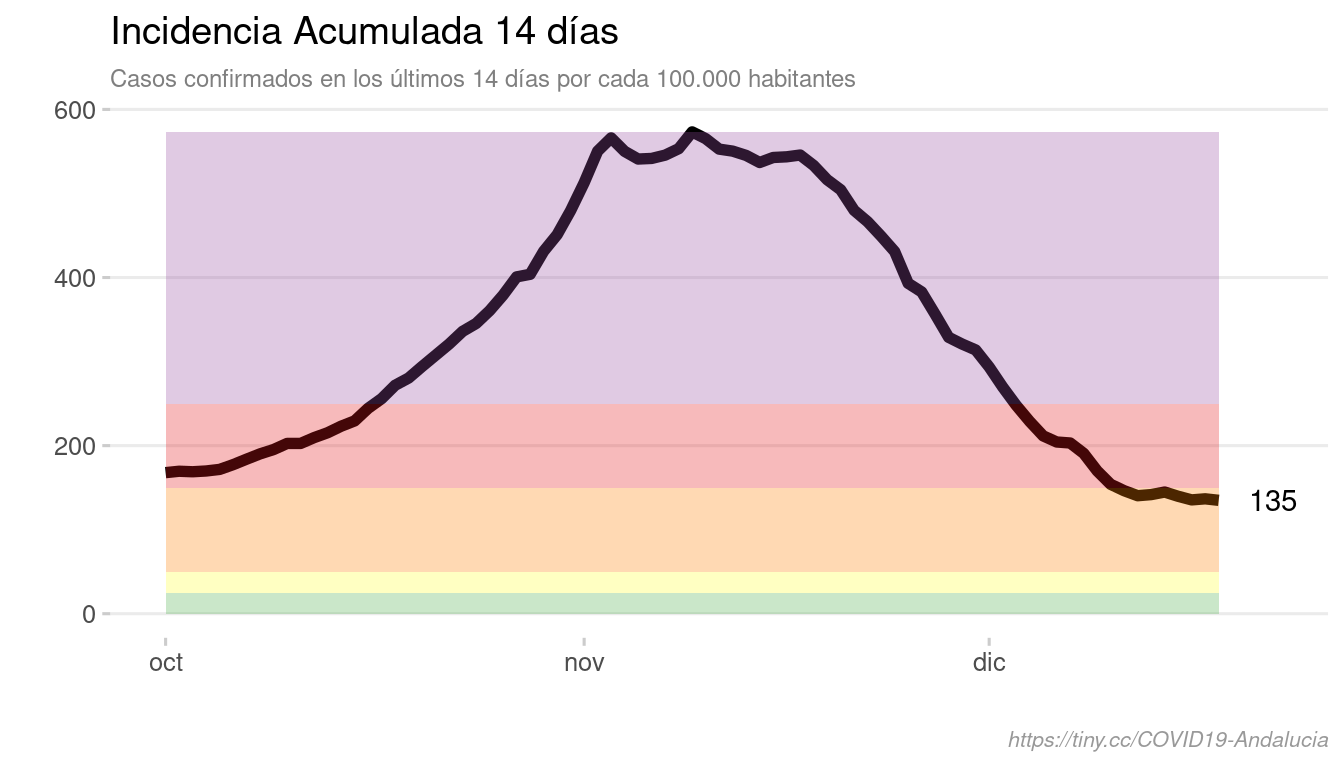 Incidencia Acumulada 14 días
Casos confirmados en los últimos 14 días por cada 100.000 habitantes
600
400
200
0
135
oct nov dic
https://tiny.cc/COVID19-Andalucia